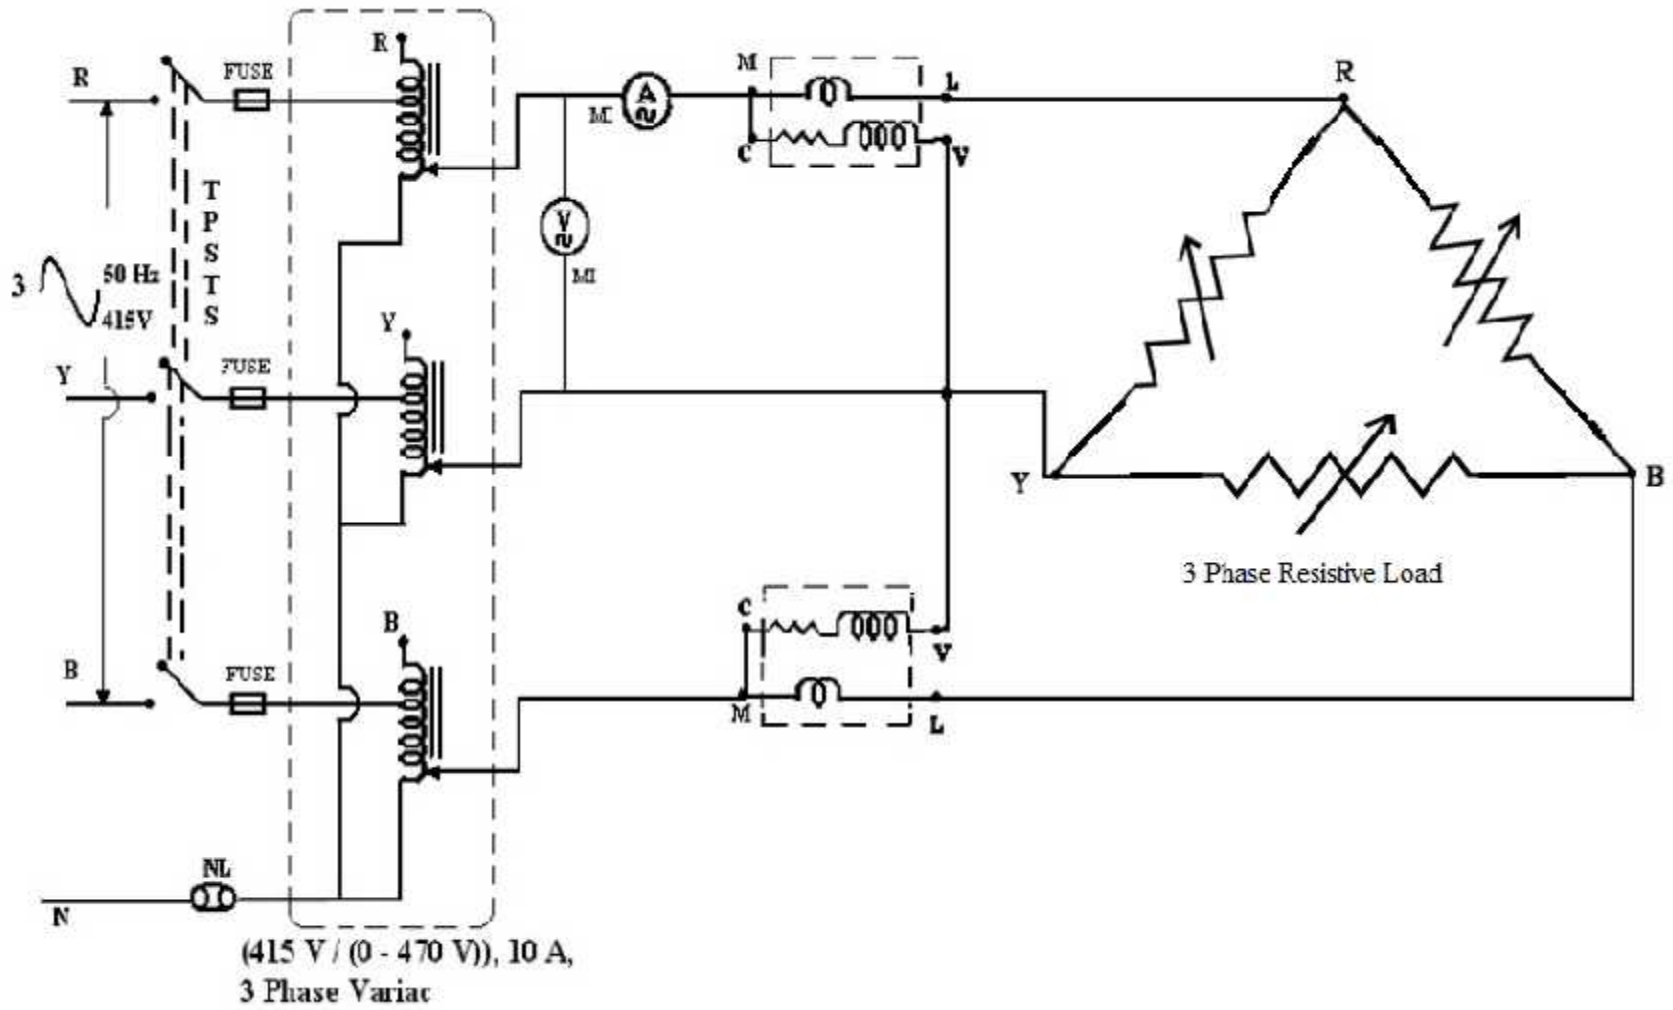 R
FUSE
R
M
L
A
MI
C
V
R
T
P
S
T
S
V
MI
3
50 Hz
415V
Y
Y
FUSE
Y
B
3 Phase Resistive Load
B
B
FUSE
C
V
M
L
NL
N
(415 V / (0 - 470 V)), 10 A,
3 Phase Variac